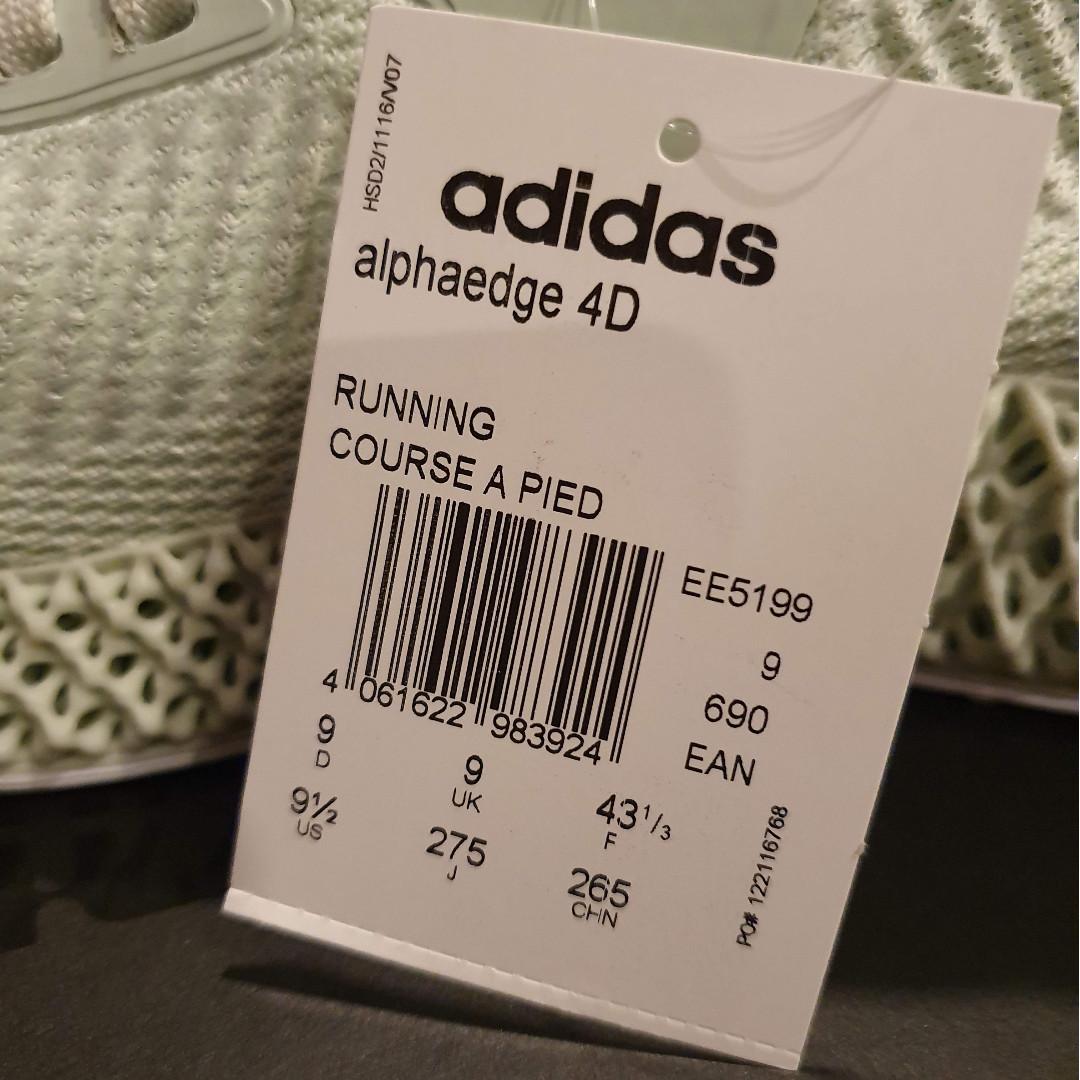 HSD2/1116/V07
adidas
alphaedge 4D
RUNNING
COURSE A PIED
EE5199
9
690
EAN
4 061622 983924
9 9 43 1/3
D UK F
9½ 275 265
US J CHN
PO# 122116768